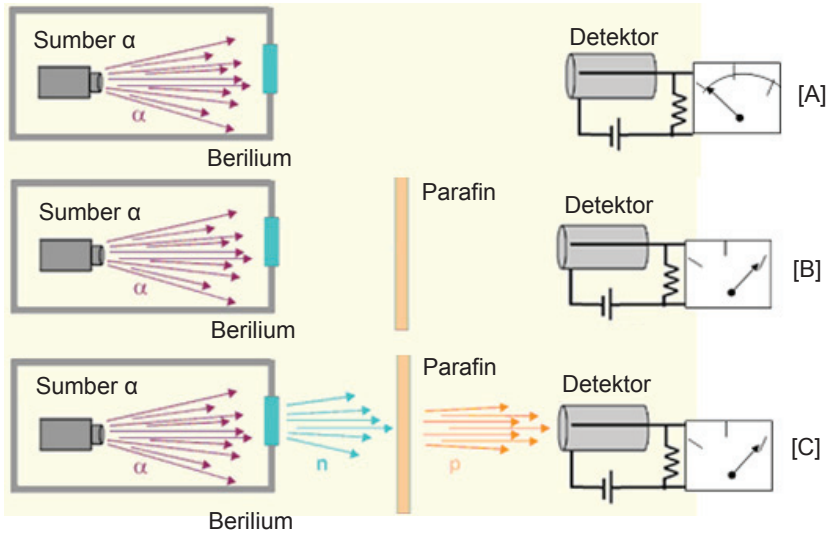 Sumber α
Detektor
α
[A]
Berilium
Parafin
Sumber α
Detektor
α
[B]
Berilium
Parafin
Sumber α
Detektor
α
n
p
[C]
Berilium